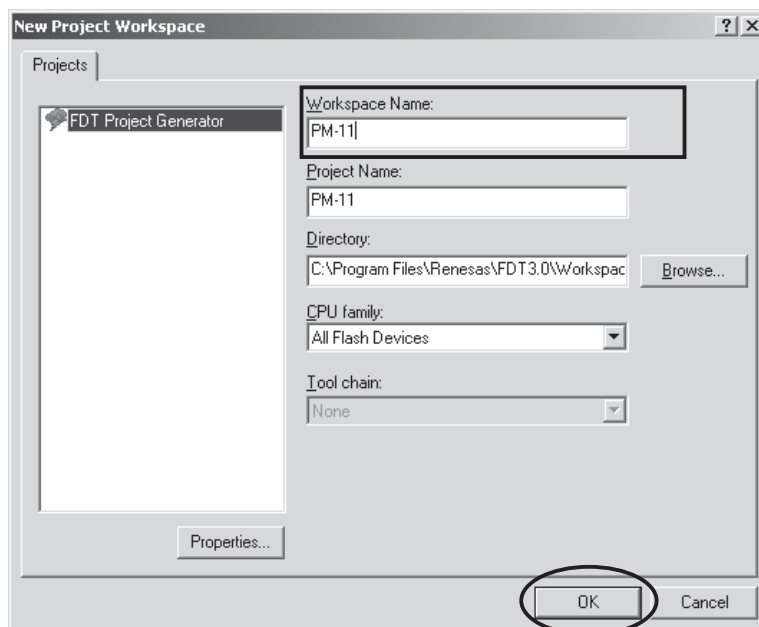 New Project Workspace
Projects
FDT Project Generator
Workspace Name:
PM-11
Project Name:
PM-11
Directory:
C:\Program Files\Renesas\FDT3.0\Workspac
Browse...
CPU family:
All Flash Devices
Tool chain:
None
Properties...
OK
Cancel